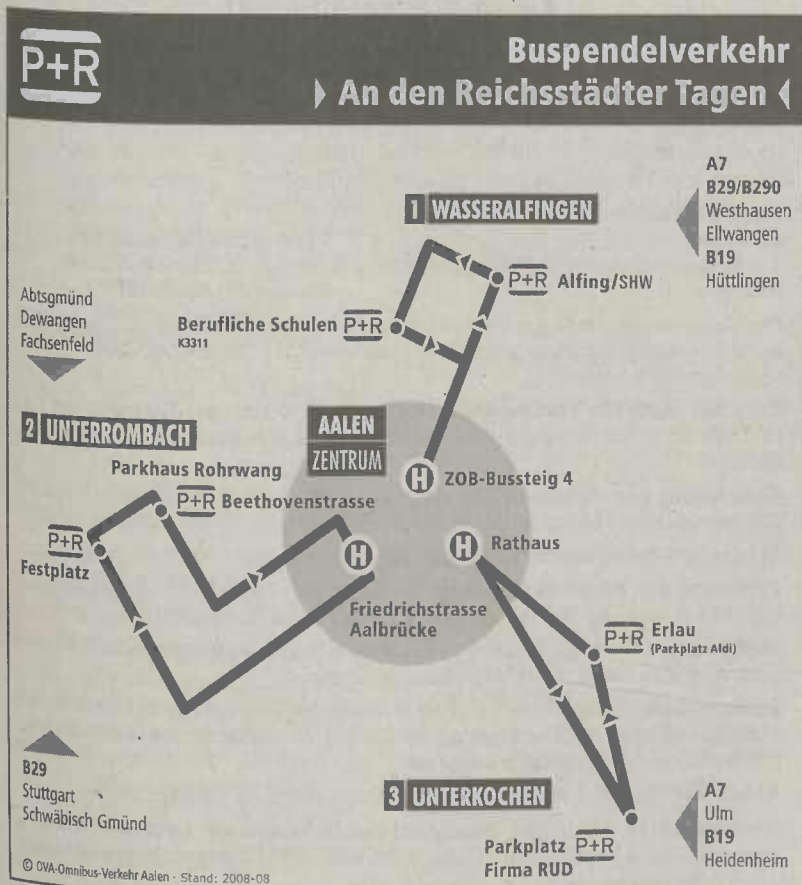 P+R
Buspendelverkehr
An den Reichsstädter Tagen
A7
B29/B290
Westhausen
Ellwangen
B19
Hüttlingen
1 WASSERALFINGEN
P+R Alfing/SHW
Berufliche Schulen P+R
K3311
Abtsgmünd
Dewangen
Fachsenfeld
2 UNTERROMBACH
AALEN
ZENTRUM
H ZOB-Bussteig 4
Parkhaus Rohrwang
P+R Beethovenstrasse
P+R
Festplatz
H
Friedrichstrasse
Aalbrücke
H Rathaus
P+R Erlau
(Parkplatz Aldi)
B29
Stuttgart
Schwäbisch Gmünd
3 UNTERKOCHEN
Parkplatz P+R
Firma RUD
A7
Ulm
B19
Heidenheim
© OVA-Omnibus-Verkehr Aalen - Stand: 2008-08